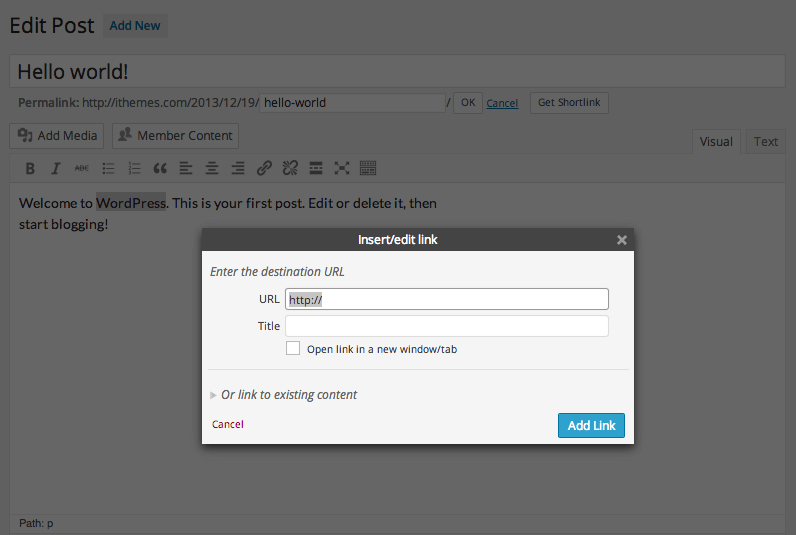 Edit Post Add New
Hello world!
Permalink: http://ithemes.com/2013/12/19/hello-world/ OK Cancel Get Shortlink
Add Media Member Content Visual Text
B I ABC
Welcome to WordPress. This is your first post. Edit or delete it, then
start blogging!
Insert/edit link
Enter the destination URL
URL http://
Title
Open link in a new window/tab
Or link to existing content
Cancel Add Link
Path: p